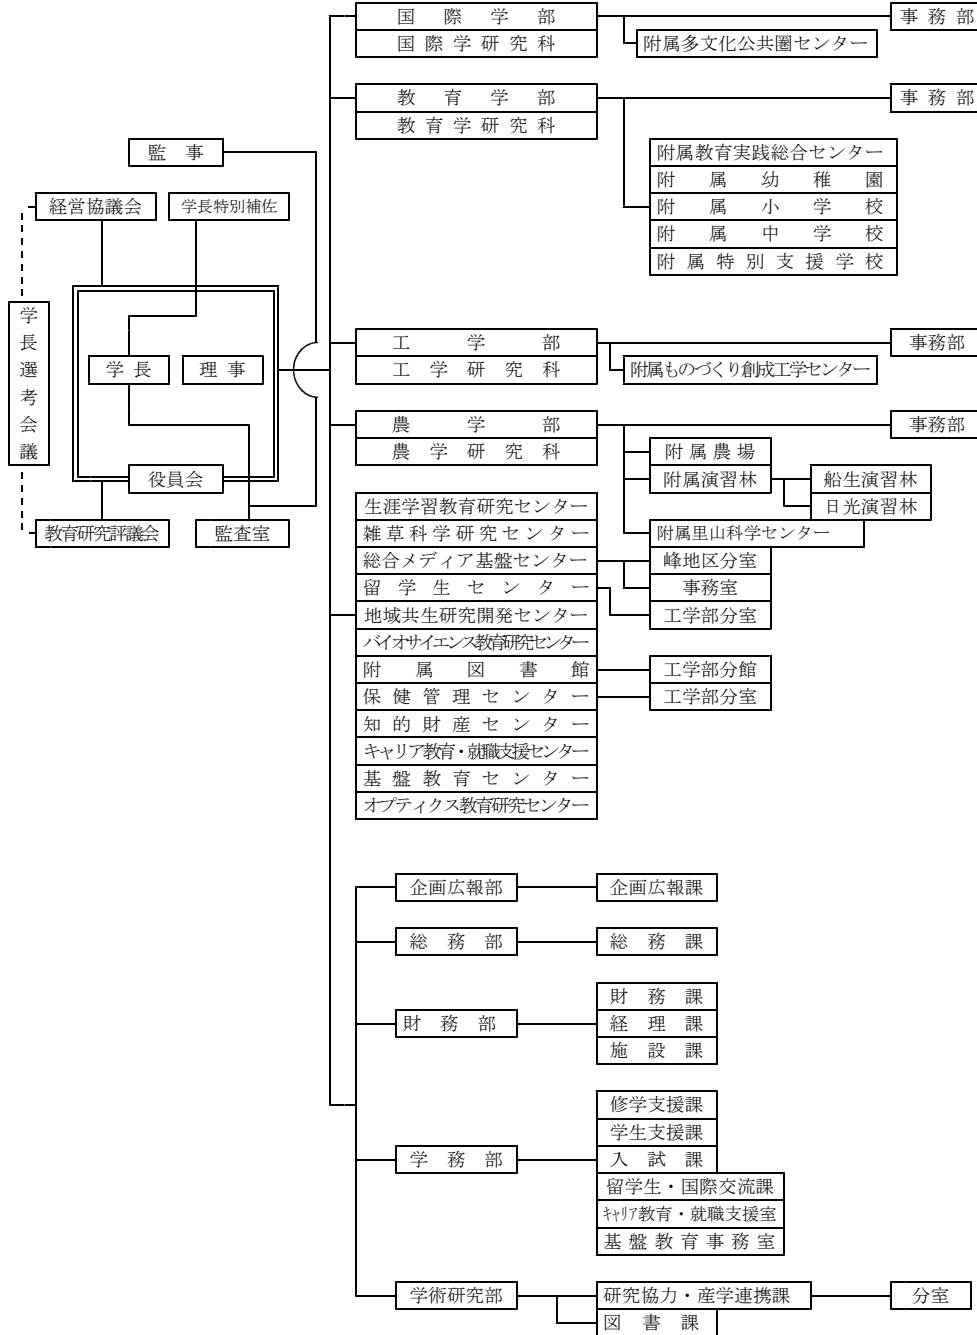 国際学部
事務部
国際学研究科
附属多文化公共圏センター
教育学部
事務部
教育学研究科
監事
附属教育実践総合センター
附属幼稚園
附属小学校
附属中学校
附属特別支援学校
経営協議会
学長特別補佐
学長選考会議
学長
理事
役員会
教育研究評議会
監査室
工学部
事務部
工学研究科
附属ものづくり創成工学センター
農学部
事務部
農学研究科
附属農場
附属演習林
船生演習林
日光演習林
附属里山科学センター
生涯学習教育研究センター
雑草科学研究センター
総合メディア基盤センター
峰地区分室
留学生センター
事務室
地域共生研究開発センター
工学部分室
バイオサイエンス教育研究センター
附属図書館
工学部分館
保健管理センター
工学部分室
知的財産センター
キャリア教育・就職支援センター
基盤教育センター
オプティクス教育研究センター
企画広報部
企画広報課
総務部
総務課
財務部
財務課
経理課
施設課
学務部
修学支援課
学生支援課
入試課
留学生・国際交流課
ｷｬﾘｱ教育・就職支援室
基盤教育事務室
学術研究部
研究協力・産学連携課
分室
図書課